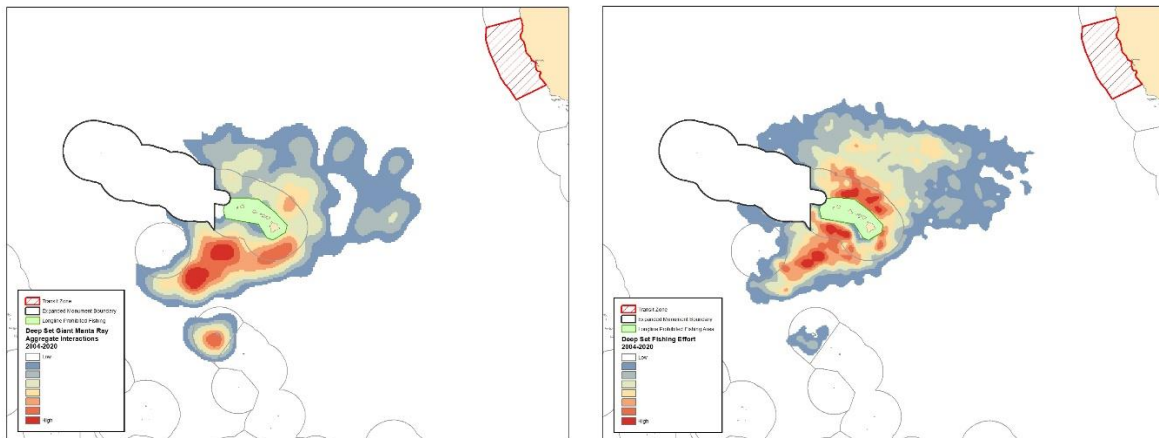 Transit Zone
Expanded Monument Boundary
Longline Prohibited Fishing
Deep Set Giant Manta Ray
Aggregate Interactions
2004-2020
Low
High
Transit Zone
Expanded Monument Boundary
Longline Prohibited Fishing Area
Deep Set Fishing Effort
2004-2020
Low
High